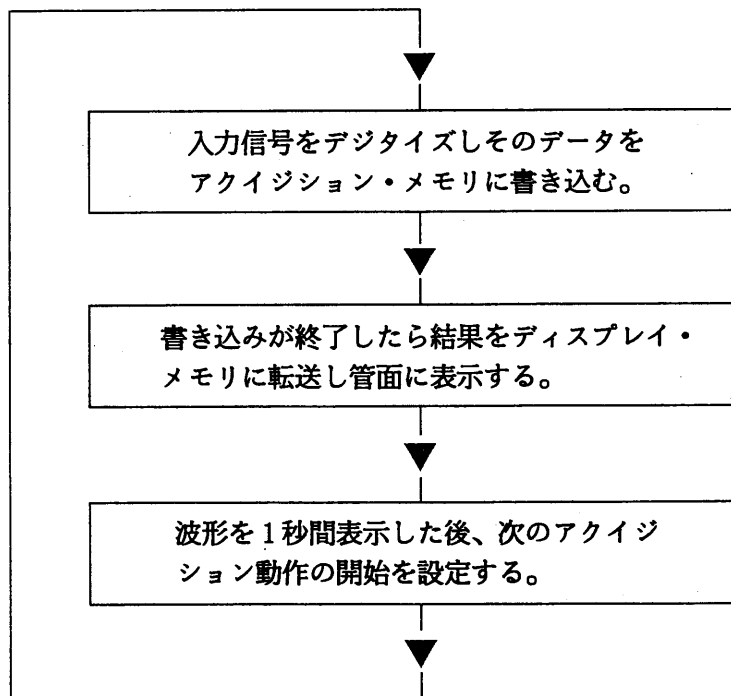 入力信号をデジタイズしそのデータを
アクイジション・メモリに書き込む。
書き込みが終了したら結果をディスプレイ・
メモリに転送し管面に表示する。
波形を1秒間表示した後、次のアクイジ
ション動作の開始を設定する。